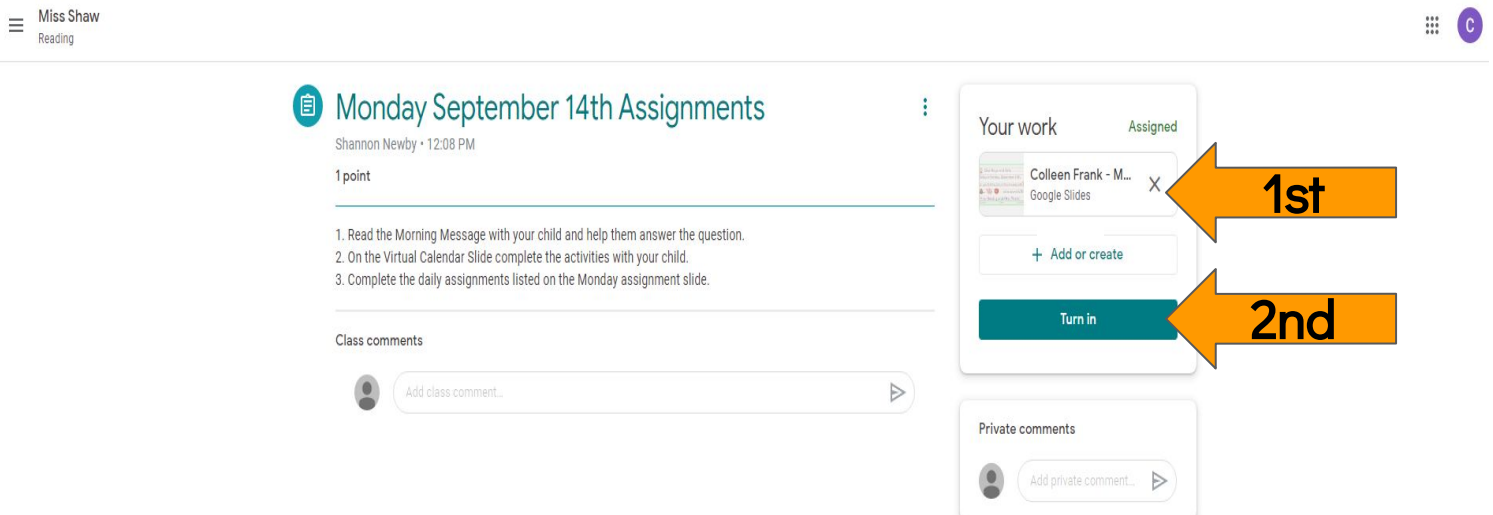 Miss Shaw
Reading
C
Monday September 14th Assignments
Shannon Newby • 12:08 PM
1 point
1. Read the Morning Message with your child and help them answer the question.
2. On the Virtual Calendar Slide complete the activities with your child.
3. Complete the daily assignments listed on the Monday assignment slide.
Class comments
Add class comment...
Your work Assigned
Colleen Frank - M...
Google Slides
1st
+ Add or create
Turn in
2nd
Private comments
Add private comment...